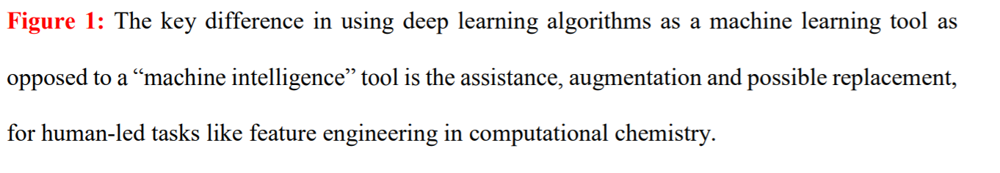 Figure 1: The key difference in using deep learning algorithms as a machine learning tool as
opposed to a “machine intelligence” tool is the assistance, augmentation and possible replacement,
for human-led tasks like feature engineering in computational chemistry.